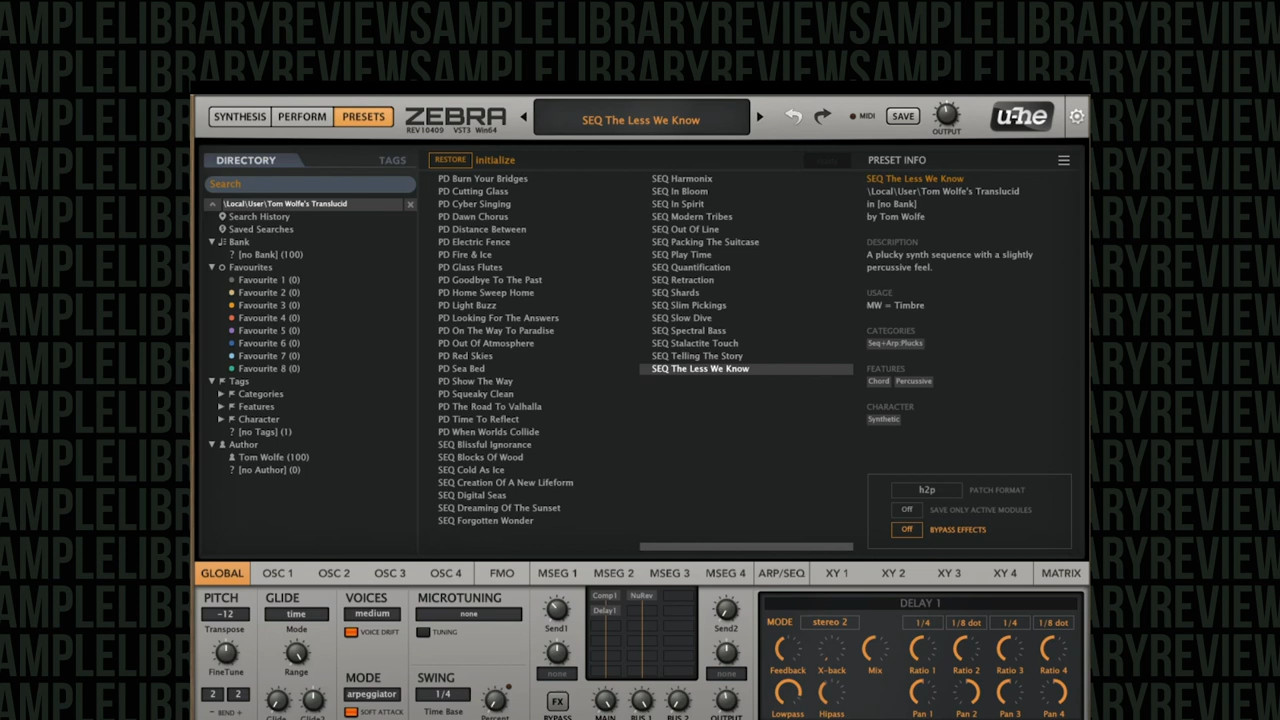 SAMPLELIBRARYREVIEWS
SYNTHESIS PERFORM PRESETS
ZEBRA
REV10409 VST3 Win64
SEQ The Less We Know
MIDI
SAVE
OUTPUT
u-he
DIRECTORY TAGS
Search
\Local\User\Tom Wolfe's Translucid
Search History
Saved Searches
Bank
? [no Bank] (100)
Favourites
Favourite 1 (0)
Favourite 2 (0)
Favourite 3 (0)
Favourite 4 (0)
Favourite 5 (0)
Favourite 6 (0)
Favourite 7 (0)
Favourite 8 (0)
Tags
Categories
Features
Character
? [no Tags] (1)
Author
Tom Wolfe (100)
? [no Author] (0)
RESTORE initialize
PD Burn Your Bridges
PD Cutting Glass
PD Cyber Singing
PD Dawn Chorus
PD Distance Between
PD Electric Fence
PD Fire & Ice
PD Glass Flutes
PD Goodbye To The Past
PD Home Sweep Home
PD Light Buzz
PD Looking For The Answers
PD On The Way To Paradise
PD Out Of Atmosphere
PD Red Skies
PD Sea Bed
PD Show The Way
PD Squeaky Clean
PD The Road To Valhalla
PD Time To Reflect
PD When Worlds Collide
SEQ Blissful Ignorance
SEQ Blocks Of Wood
SEQ Cold As Ice
SEQ Creation Of A New Lifeform
SEQ Digital Seas
SEQ Dreaming Of The Sunset
SEQ Forgotten Wonder
SEQ Harmonix
SEQ In Bloom
SEQ In Spirit
SEQ Modern Tribes
SEQ Out Of Line
SEQ Packing The Suitcase
SEQ Play Time
SEQ Quantification
SEQ Retraction
SEQ Shards
SEQ Slim Pickings
SEQ Slow Dive
SEQ Spectral Bass
SEQ Stalactite Touch
SEQ Telling The Story
SEQ The Less We Know
PRESET INFO
SEQ The Less We Know
\Local\User\Tom Wolfe's Translucid
in [no Bank]
by Tom Wolfe
DESCRIPTION
A plucky synth sequence with a slightly
percussive feel.
USAGE
MW = Timbre
CATEGORIES
Seq+Arp:Plucks
FEATURES
Chord Percussive
CHARACTER
Synthetic
h2p PATCH FORMAT
Off SAVE ONLY ACTIVE MODULES
Off BYPASS EFFECTS
GLOBAL OSC 1 OSC 2 OSC 3 OSC 4 FMO MSEG 1 MSEG 2 MSEG 3 MSEG 4 ARP/SEQ XY 1 XY 2 XY 3 XY 4 MATRIX
PITCH
-12
Transpose
FineTune
2 2
- BEND +
GLIDE
time
Mode
Range
Glide Glide2
VOICES
medium
VOICE DRIFT
MODE
arpeggiator
SOFT ATTACK
MICROTUNING
none
TUNING
SWING
1/4
Time Base
Percent
Send1
none
FX
BYPASS
Comp1 NuRev
Delay1
MAIN BUS 1 BUS 2 OUTPUT
Send2
none
DELAY 1
MODE stereo 2
1/4 1/8 dot 1/4 1/8 dot
Feedback X-back Mix Ratio 1 Ratio 2 Ratio 3 Ratio 4
Lowpass Hipass Pan 1 Pan 2 Pan 3 Pan 4